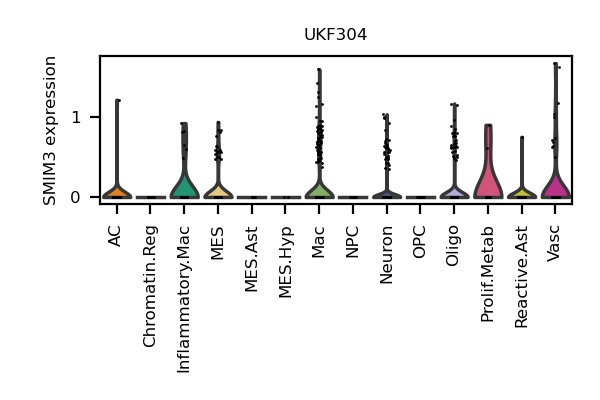 UKF304
SMIM3 expression
1
0
AC
Chromatin.Reg
Inflammatory.Mac
MES
MES.Ast
MES.Hyp
Mac
NPC
Neuron
OPC
Oligo
Prolif.Metab
Reactive.Ast
Vasc